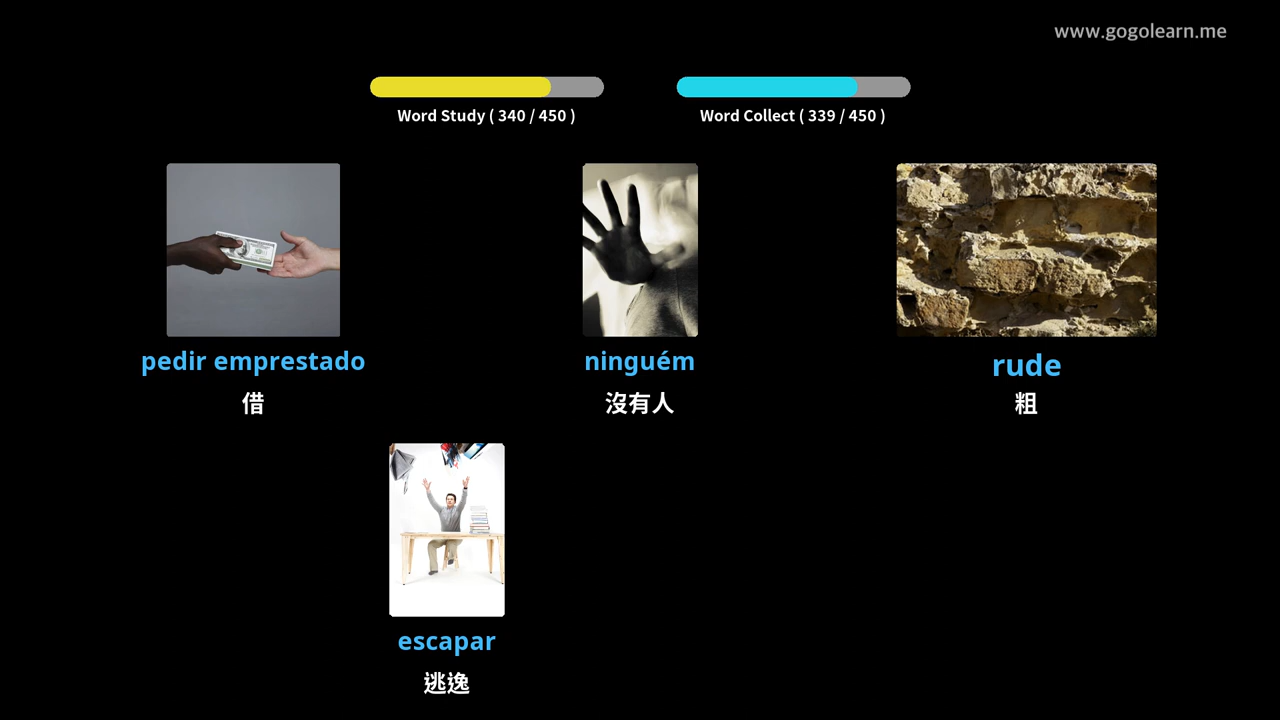 www.gogolearn.me
Word Study ( 340 / 450 )
Word Collect ( 339 / 450 )
pedir emprestado
借
ninguém
沒有人
rude
粗
escapar
逃逸